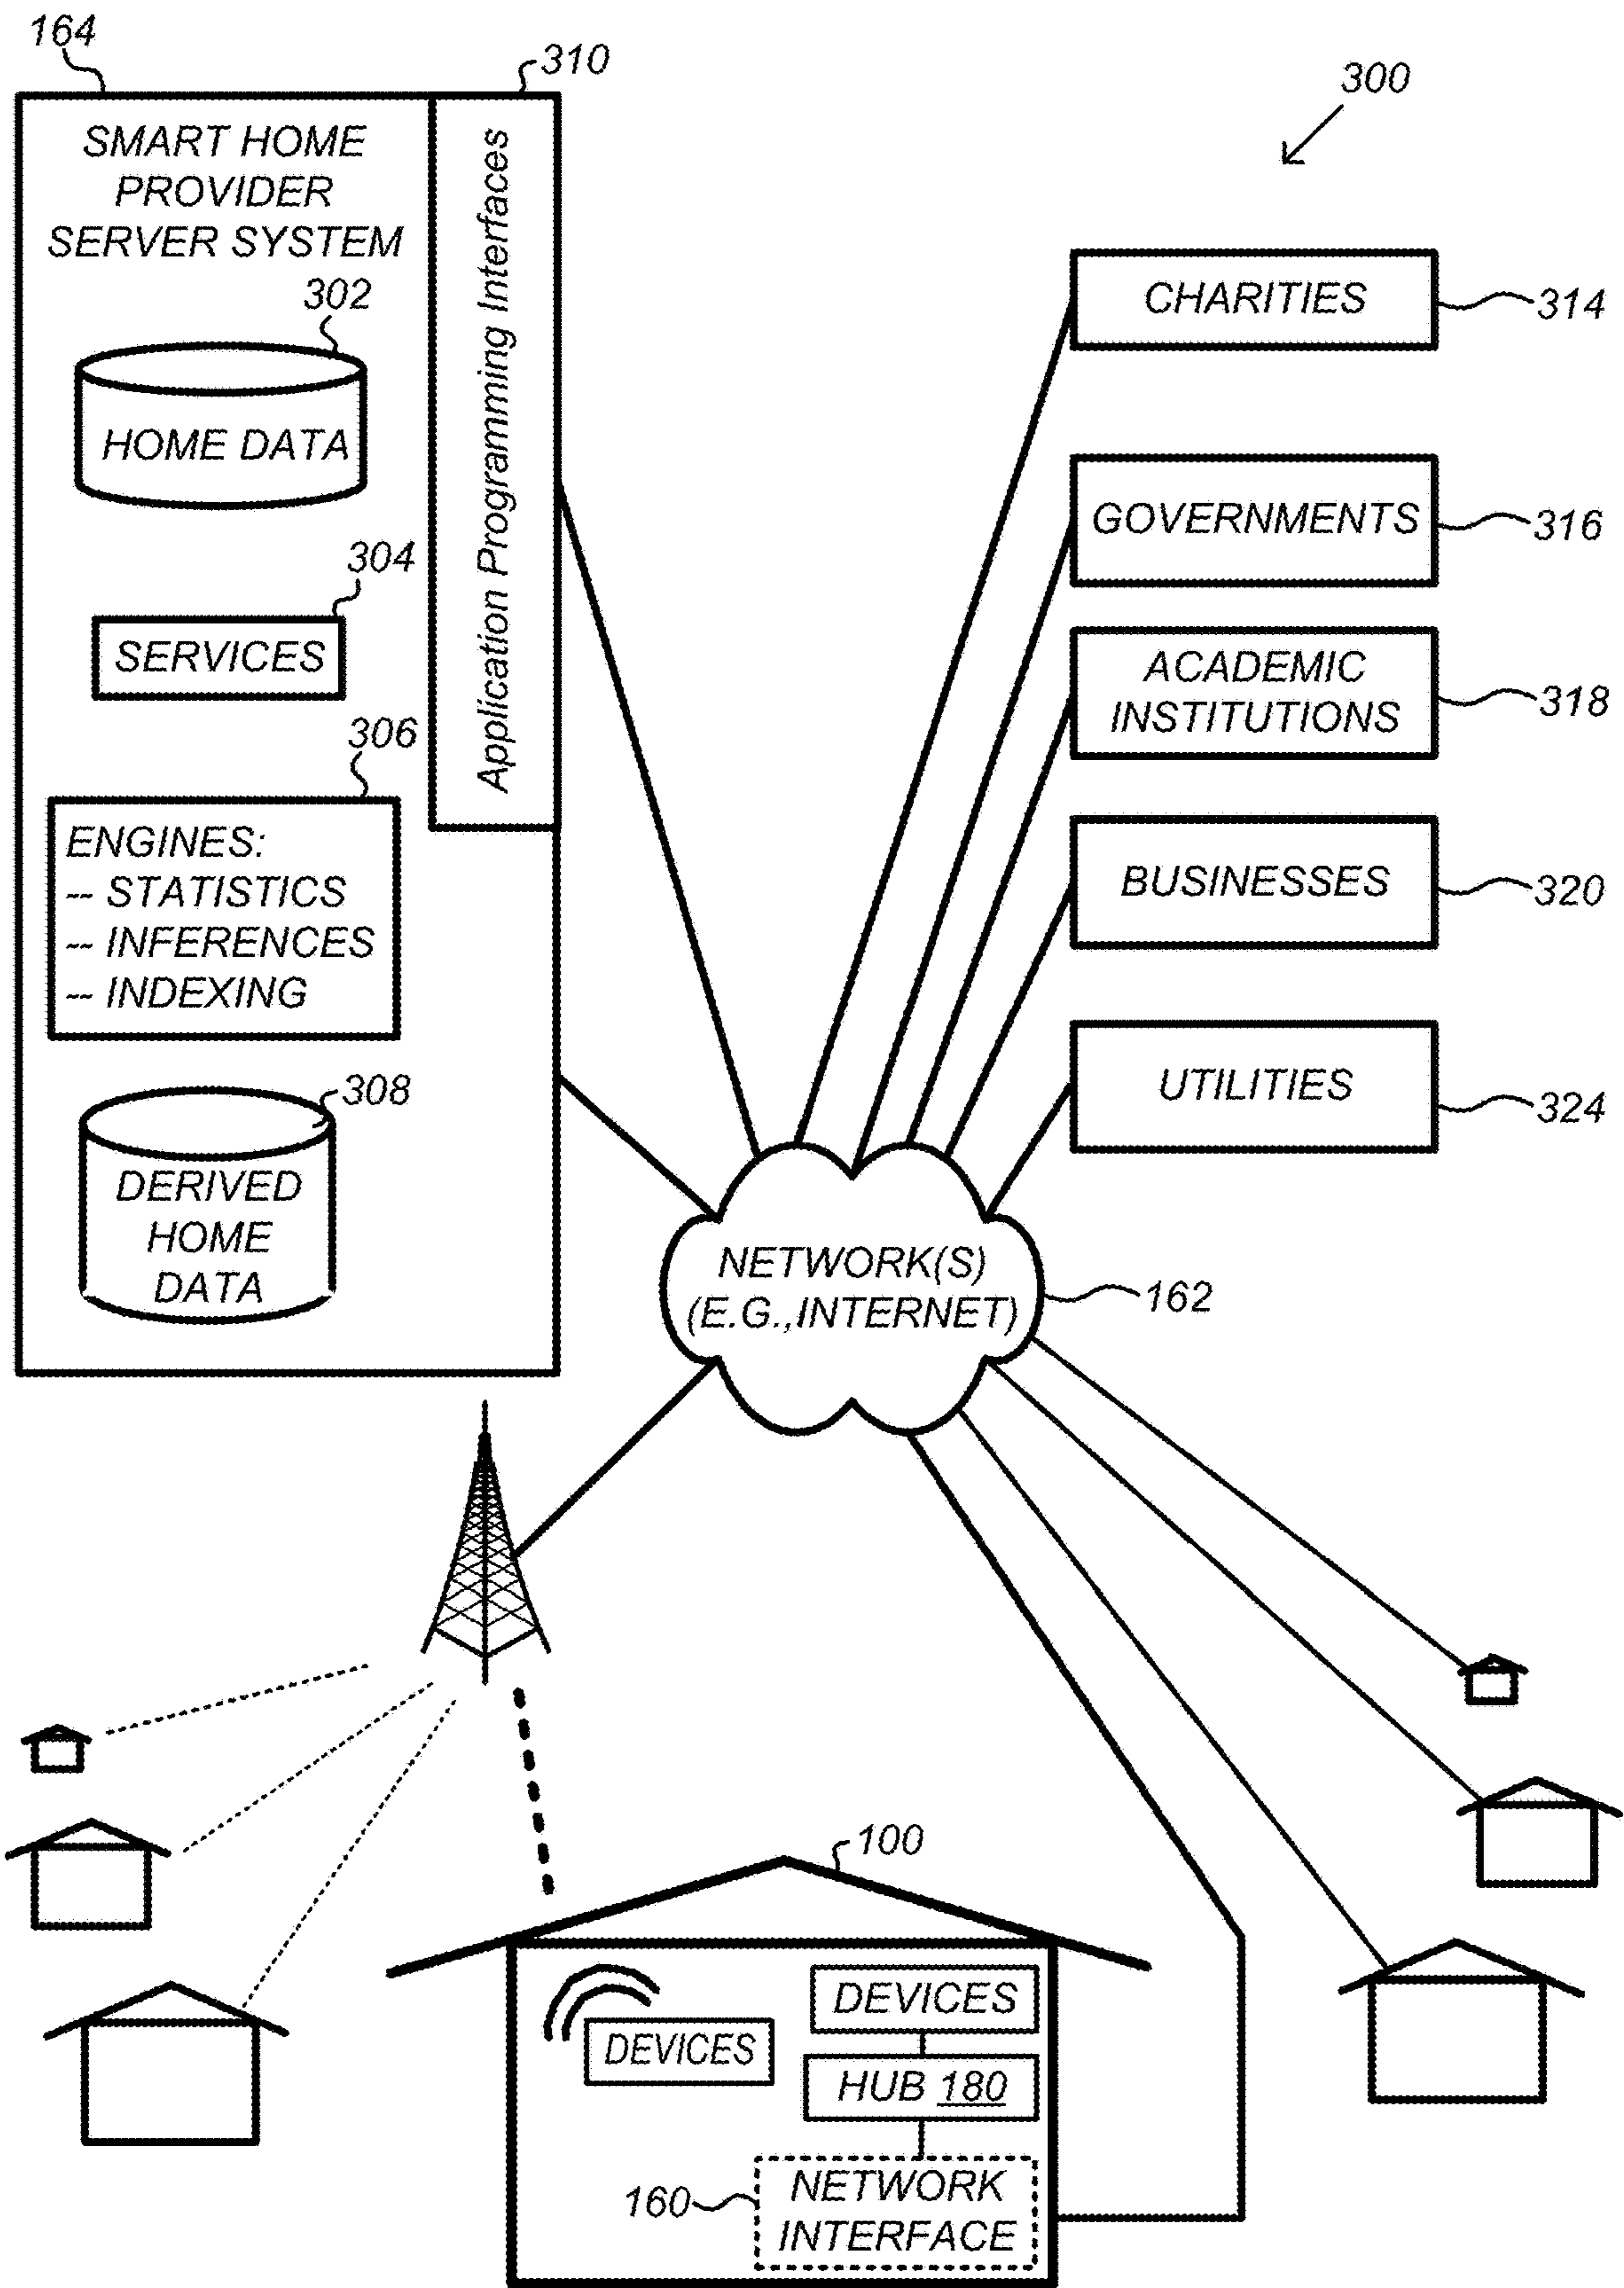 164
310
300
SMART HOME
PROVIDER
SERVER SYSTEM
Application Programming Interfaces
302
HOME DATA
304
SERVICES
306
ENGINES:
-- STATISTICS
-- INFERENCES
-- INDEXING
308
DERIVED
HOME
DATA
CHARITIES
314
GOVERNMENTS
316
ACADEMIC
INSTITUTIONS
318
BUSINESSES
320
UTILITIES
324
NETWORK(S)
(E.G.,INTERNET)
162
100
DEVICES
DEVICES
HUB 180
160
NETWORK
INTERFACE